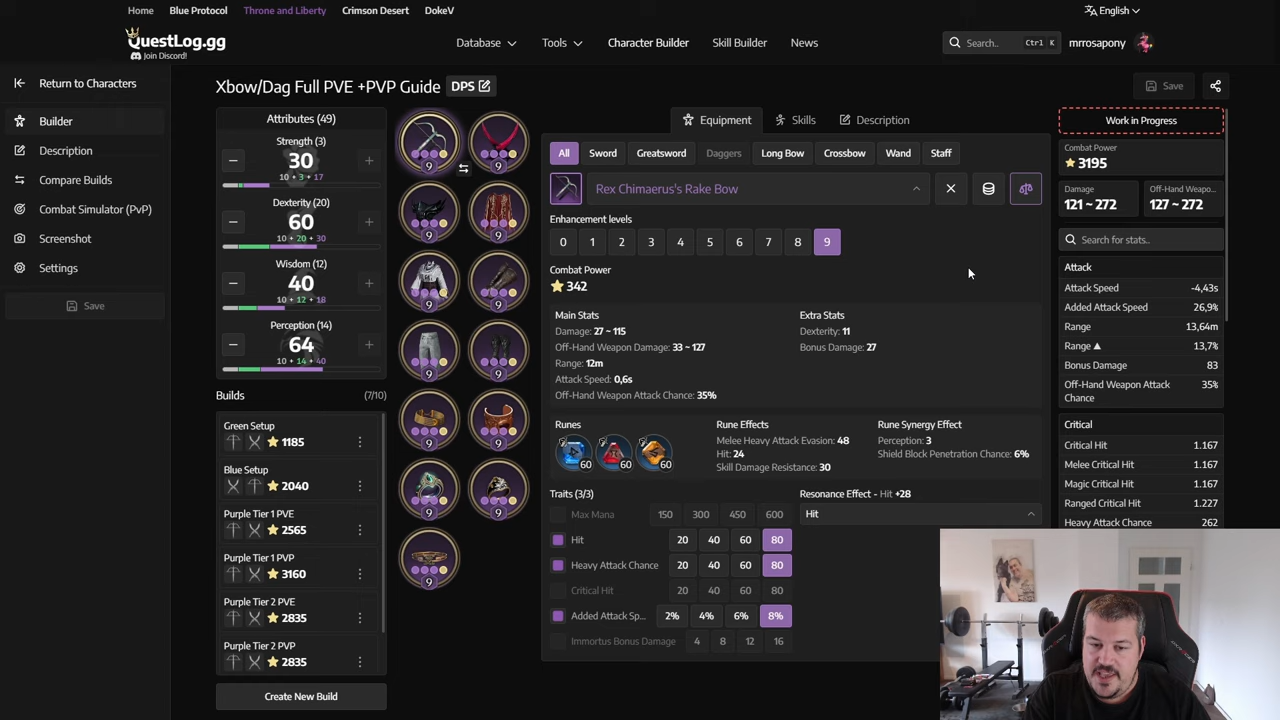 Home Blue Protocol Throne and Liberty Crimson Desert DokeV English
QuestLog.gg
Join Discord!
Database Tools Character Builder Skill Builder News Search.. Ctrl K mrrosapony
Return to Characters
Builder
Description
Compare Builds
Combat Simulator (PvP)
Screenshot
Settings
Save
Xbow/Dag Full PVE +PVP Guide DPS
Save
Attributes (49)
Strength (3)
30
10 + 3 + 17
Dexterity (20)
60
10 + 20 + 30
Wisdom (12)
40
10 + 12 + 18
Perception (14)
64
10 + 14 + 40
Builds (7/10)
Green Setup
1185
Blue Setup
2040
Purple Tier 1 PVE
2565
Purple Tier 1 PVP
3160
Purple Tier 2 PVE
2835
Purple Tier 2 PVP
2835
Create New Build
9 9
9 9
9 9
9 9
9 9
9 9
9
Equipment Skills Description
All Sword Greatsword Daggers Long Bow Crossbow Wand Staff
Rex Chimaerus's Rake Bow
Enhancement levels
0 1 2 3 4 5 6 7 8 9
Combat Power
342
Main Stats
Damage: 27 ~ 115
Off-Hand Weapon Damage: 33 ~ 127
Range: 12m
Attack Speed: 0,6s
Off-Hand Weapon Attack Chance: 35%
Extra Stats
Dexterity: 11
Bonus Damage: 27
Runes
60 60 60
Rune Effects
Melee Heavy Attack Evasion: 48
Hit: 24
Skill Damage Resistance: 30
Rune Synergy Effect
Perception: 3
Shield Block Penetration Chance: 6%
Traits (3/3)
Max Mana 150 300 450 600
Hit 20 40 60 80
Heavy Attack Chance 20 40 60 80
Critical Hit 20 40 60 80
Added Attack Sp... 2% 4% 6% 8%
Immortus Bonus Damage 4 8 12 16
Resonance Effect - Hit +28
Hit
Work in Progress
Combat Power
3195
Damage
121 ~ 272
Off-Hand Weapo...
127 ~ 272
Search for stats..
Attack
Attack Speed -4,43s
Added Attack Speed 26,9%
Range 13,64m
Range ▲ 13,7%
Bonus Damage 83
Off-Hand Weapon Attack Chance 35%
Critical
Critical Hit 1.167
Melee Critical Hit 1.167
Magic Critical Hit 1.167
Ranged Critical Hit 1.227
Heavy Attack Chance 262